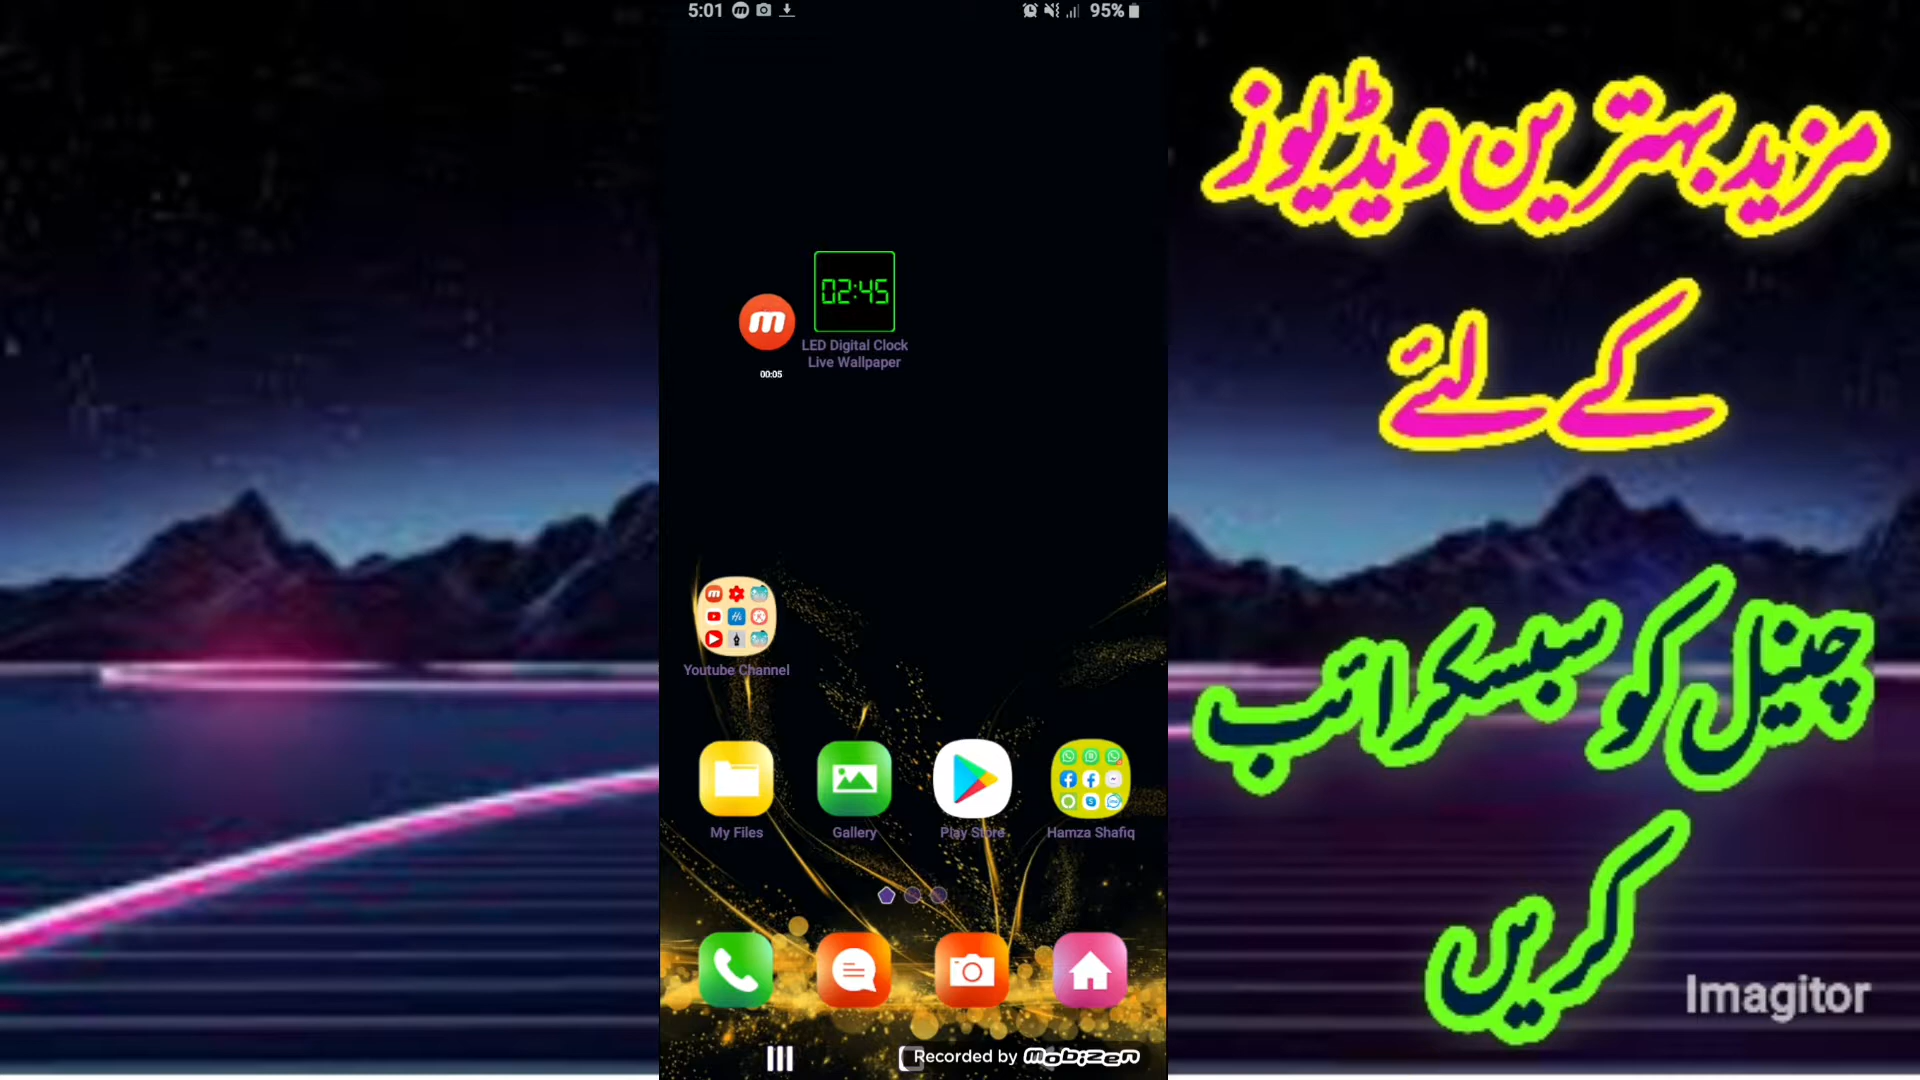 5:01
95%
02:45
LED Digital Clock
Live Wallpaper
00:05
Youtube Channel
My Files
Gallery
Play Store
Hamza Shafiq
Recorded by mobizen
مزید بہترین ویڈیوز
کے لئے
چینل کو سبسکرائب
کریں
Imagitor